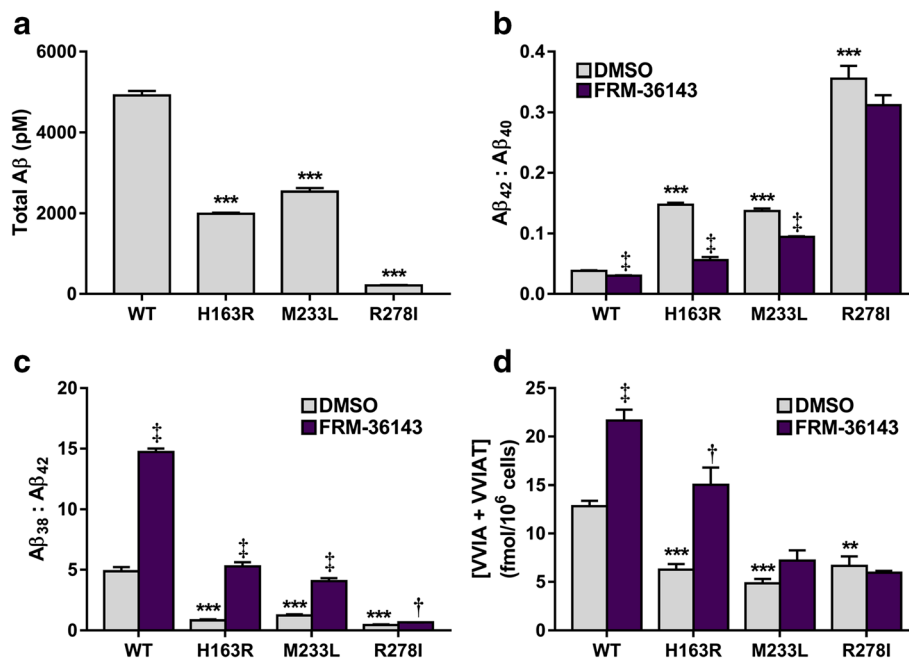 a
6000
4000
2000
0
Total Aβ (pM)
***
***
***
WT H163R M233L R278I
b
DMSO
FRM-36143
0.4
0.3
0.2
0.1
0.0
Aβ42 : Aβ40
‡
***
‡
***
‡
***
WT H163R M233L R278I
c
DMSO
FRM-36143
20
15
10
5
0
Aβ38 : Aβ42
‡
***
‡
***
‡
***
†
WT H163R M233L R278I
d
DMSO
FRM-36143
25
20
15
10
5
0
[VVIA + VVIAT]
(fmol/10⁶ cells)
‡
***
†
***
**
WT H163R M233L R278I